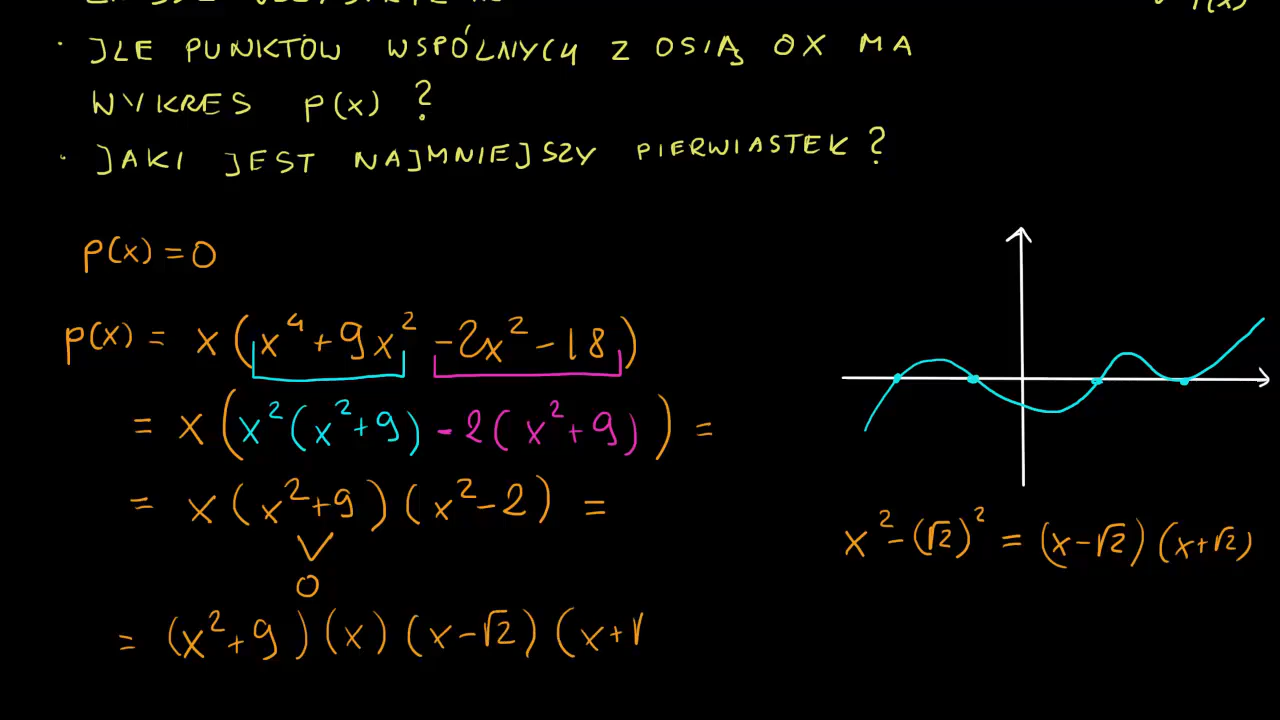 · ILE PUNKTÓW WSPÓLNYCH Z OSIĄ OX MA
WYKRES p(x) ?
· JAKI JEST NAJMNIEJSZY PIERWIASTEK?
p(x) = 0
p(x) = x(x⁴+9x²-2x²-18)
= x(x²(x²+9)-2(x²+9)) =
= x(x²+9)(x²-2) =
x²-(√2)² = (x-√2)(x+√2)
∨
0
= (x²+9)(x)(x-√2)(x+